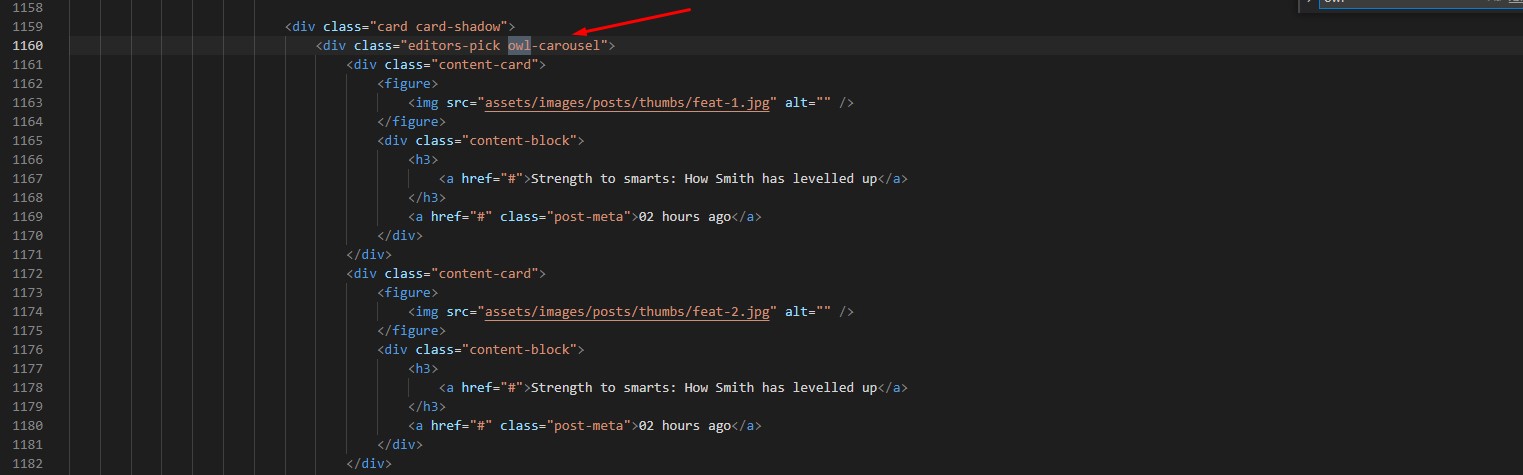 1158
1159 <div class="card card-shadow">
1160 <div class="editors-pick owl-carousel">
1161 <div class="content-card">
1162 <figure>
1163 <img src="assets/images/posts/thumbs/feat-1.jpg" alt="" />
1164 </figure>
1165 <div class="content-block">
1166 <h3>
1167 <a href="#">Strength to smarts: How Smith has levelled up</a>
1168 </h3>
1169 <a href="#" class="post-meta">02 hours ago</a>
1170 </div>
1171 </div>
1172 <div class="content-card">
1173 <figure>
1174 <img src="assets/images/posts/thumbs/feat-2.jpg" alt="" />
1175 </figure>
1176 <div class="content-block">
1177 <h3>
1178 <a href="#">Strength to smarts: How Smith has levelled up</a>
1179 </h3>
1180 <a href="#" class="post-meta">02 hours ago</a>
1181 </div>
1182 </div>